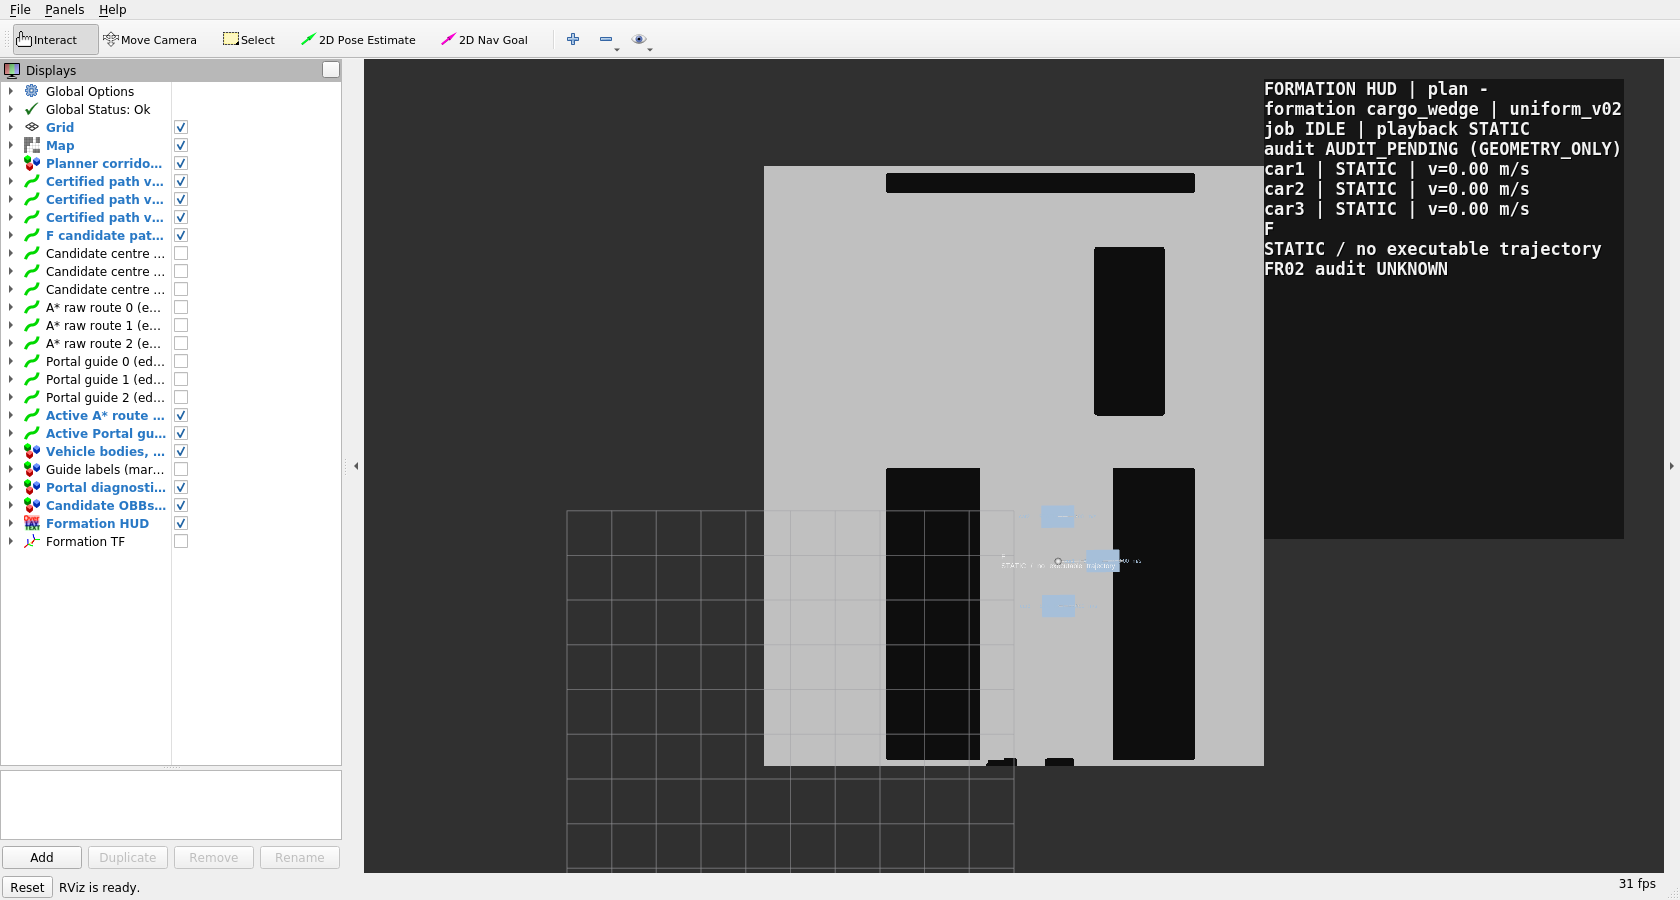 File Panels Help
Interact Move Camera Select 2D Pose Estimate 2D Nav Goal
Displays
Global Options
Global Status: Ok
Grid
Map
Planner corrido...
Certified path v...
Certified path v...
Certified path v...
F candidate pat...
Candidate centre ...
Candidate centre ...
Candidate centre ...
A* raw route 0 (e...
A* raw route 1 (e...
A* raw route 2 (e...
Portal guide 0 (ed...
Portal guide 1 (ed...
Portal guide 2 (ed...
Active A* route ...
Active Portal gu...
Vehicle bodies, ...
Guide labels (mar...
Portal diagnosti...
Candidate OBBs...
Formation HUD
Formation TF
Add Duplicate Remove Rename
Reset RViz is ready.
FORMATION HUD | plan -
formation cargo_wedge | uniform_v02
job IDLE | playback STATIC
audit AUDIT_PENDING (GEOMETRY_ONLY)
car1 | STATIC | v=0.00 m/s
car2 | STATIC | v=0.00 m/s
car3 | STATIC | v=0.00 m/s
F
STATIC / no executable trajectory
FR02 audit UNKNOWN
STATIC / no executable trajectory
31 fps